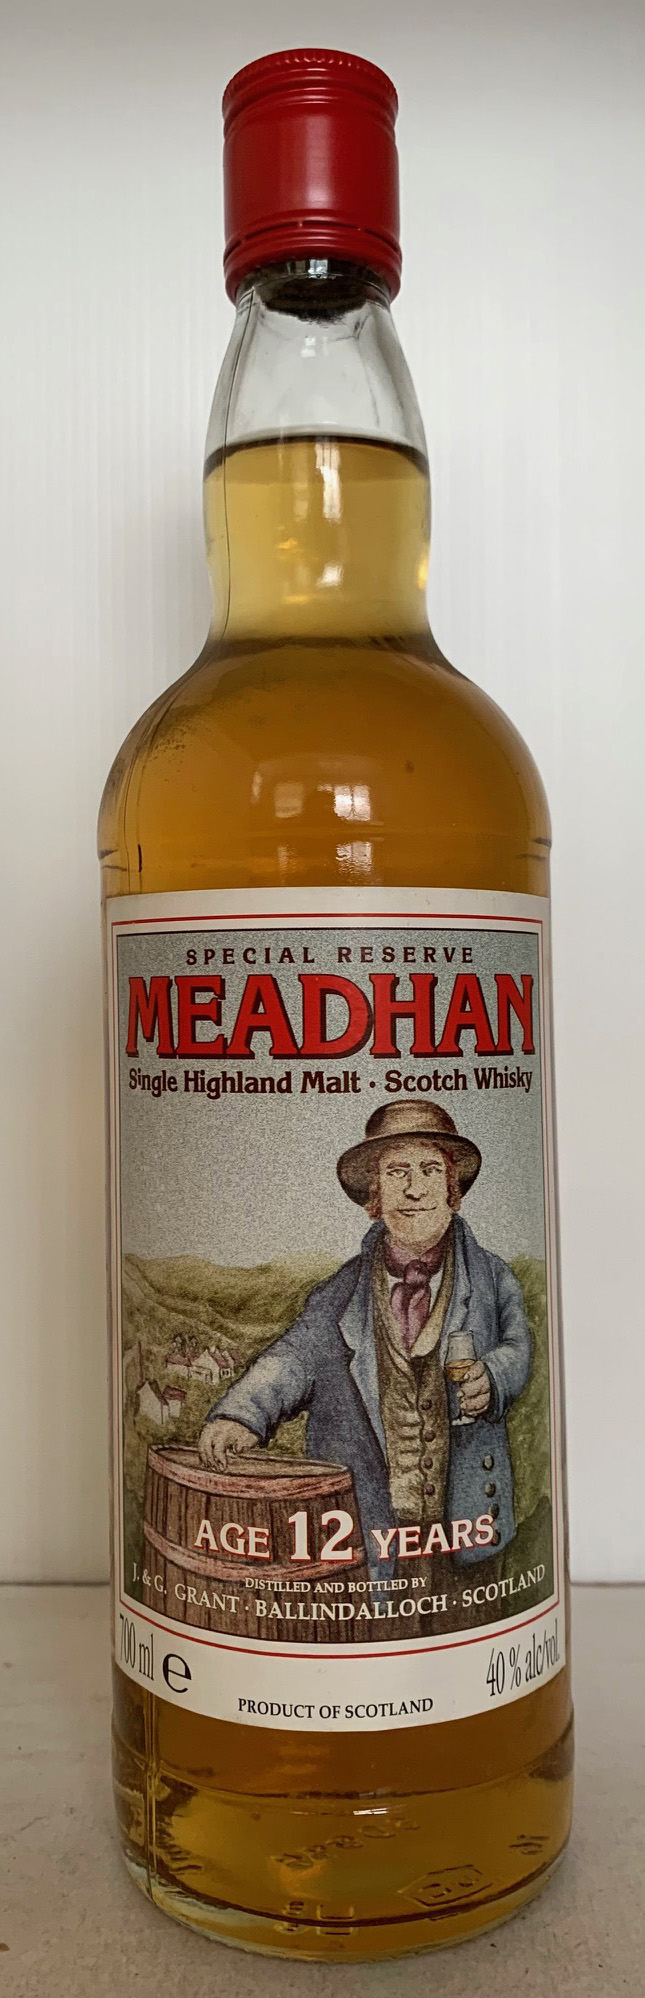 SPECIAL RESERVE
MEADHAN
Single Highland Malt · Scotch Whisky
AGE 12 YEARS
DISTILLED AND BOTTLED BY
J. & G. GRANT · BALLINDALLOCH · SCOTLAND
700 ml e 40 % alc/vol.
PRODUCT OF SCOTLAND